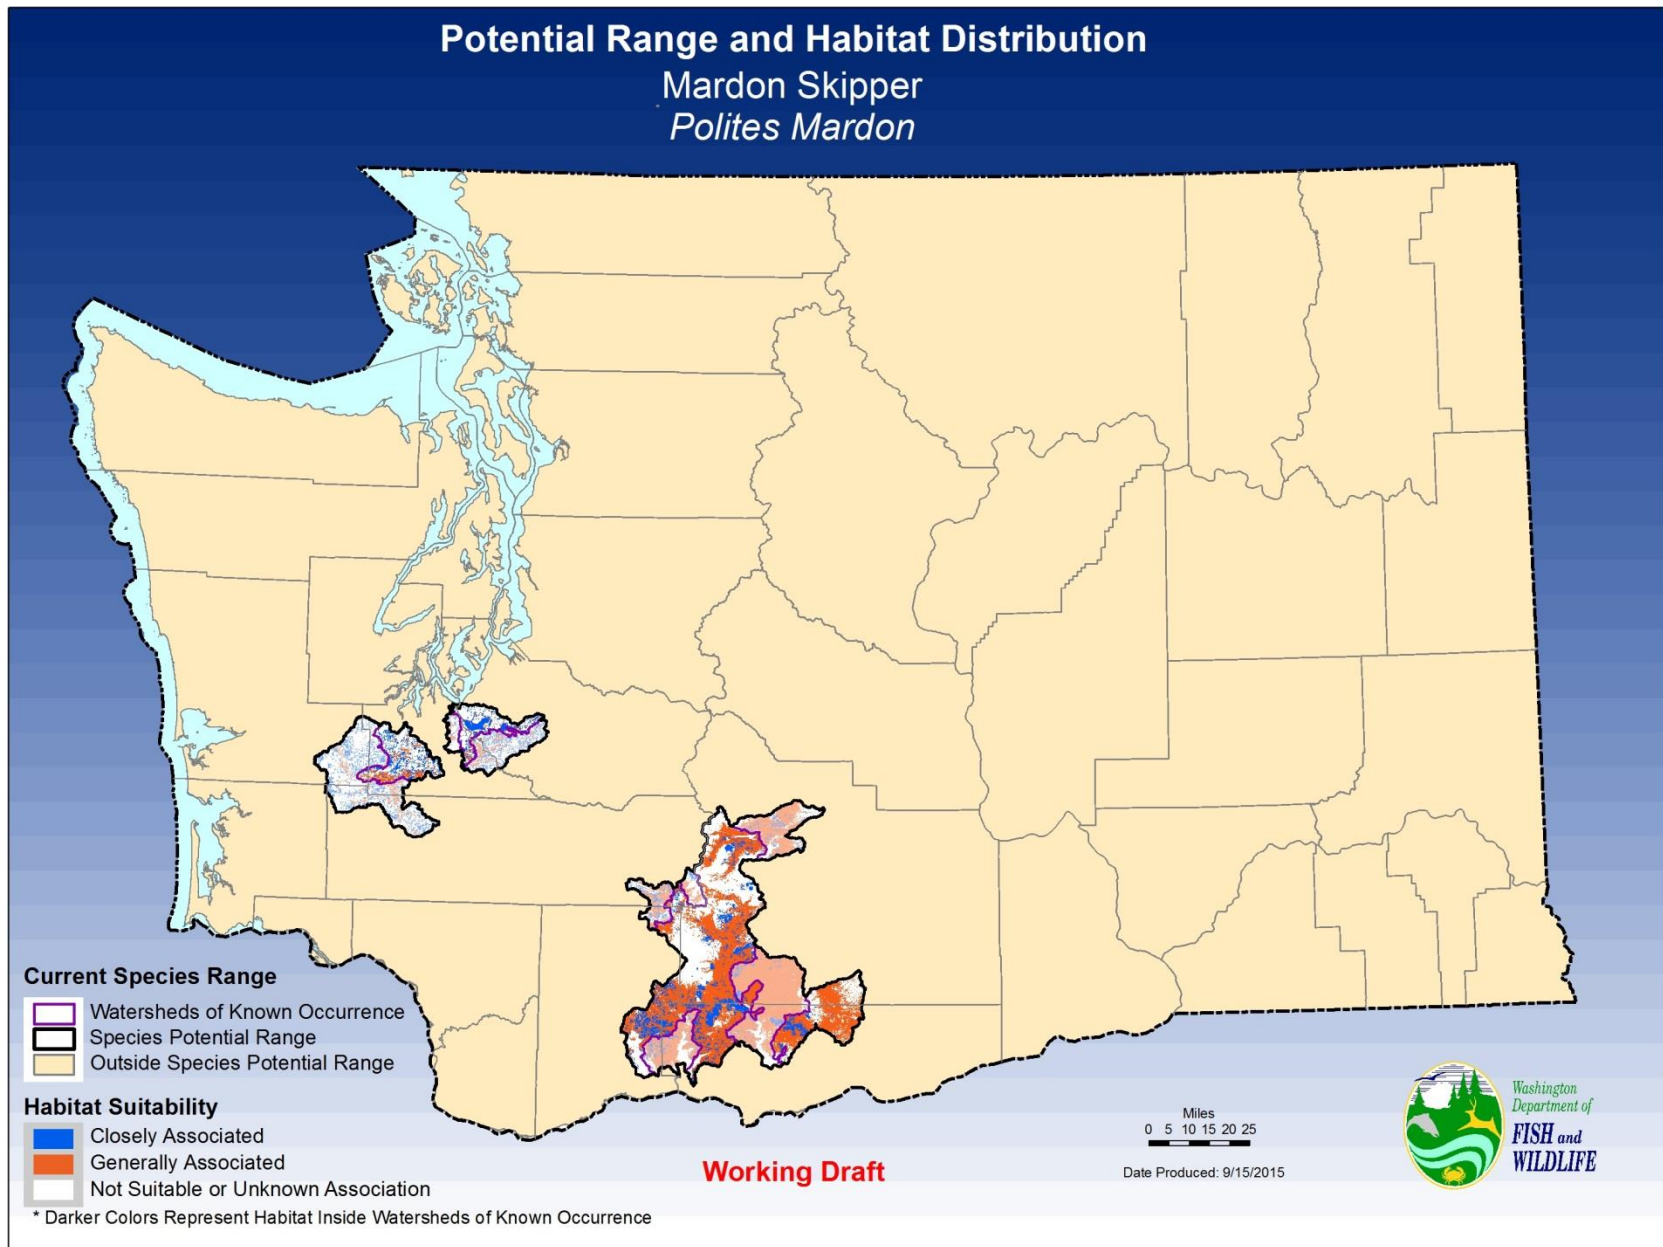 Potential Range and Habitat Distribution
Mardon Skipper
Polites Mardon
Current Species Range
Watersheds of Known Occurrence
Species Potential Range
Outside Species Potential Range
Habitat Suitability
Closely Associated
Generally Associated
Not Suitable or Unknown Association
* Darker Colors Represent Habitat Inside Watersheds of Known Occurrence
Working Draft
Miles
0 5 10 15 20 25
Date Produced: 9/15/2015
Washington
Department of
FISH and
WILDLIFE